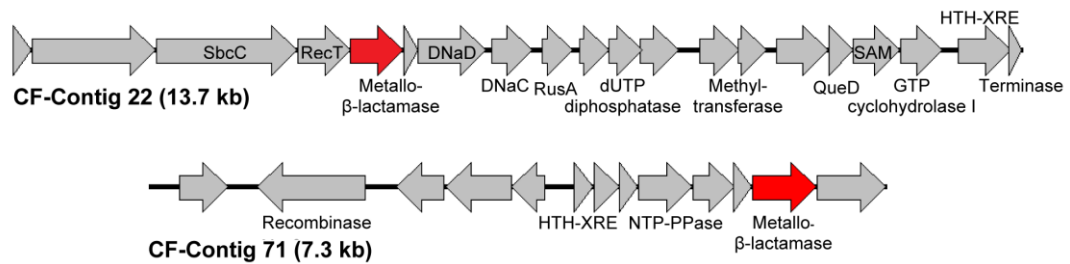 HTH-XRE
SbcC RecT DNaD SAM
Metallo- DNaC RusA dUTP Methyl- QueD GTP Terminase
β-lactamase diphosphatase transferase cyclohydrolase I
CF-Contig 22 (13.7 kb)
Recombinase HTH-XRE NTP-PPase Metallo-
β-lactamase
CF-Contig 71 (7.3 kb)